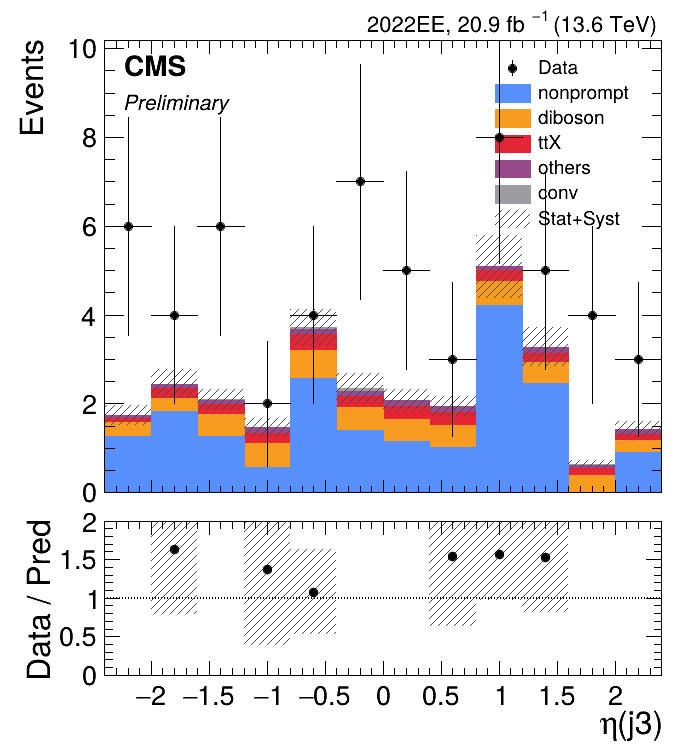 2022EE, 20.9 fb⁻¹ (13.6 TeV)
Events
10
8
6
4
2
0
CMS
Preliminary
Data
nonprompt
diboson
ttX
others
conv
Stat+Syst
Data / Pred
2
1.5
1
0.5
0
−2 −1.5 −1 −0.5 0 0.5 1 1.5 2
η(j3)